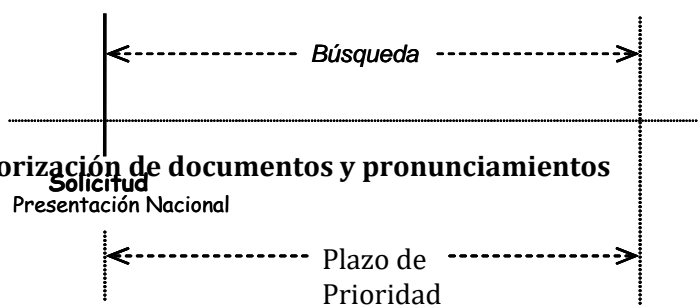 Búsqueda
orización de documentos y pronunciamientos
Solicitud
Presentación Nacional
Plazo de
Prioridad